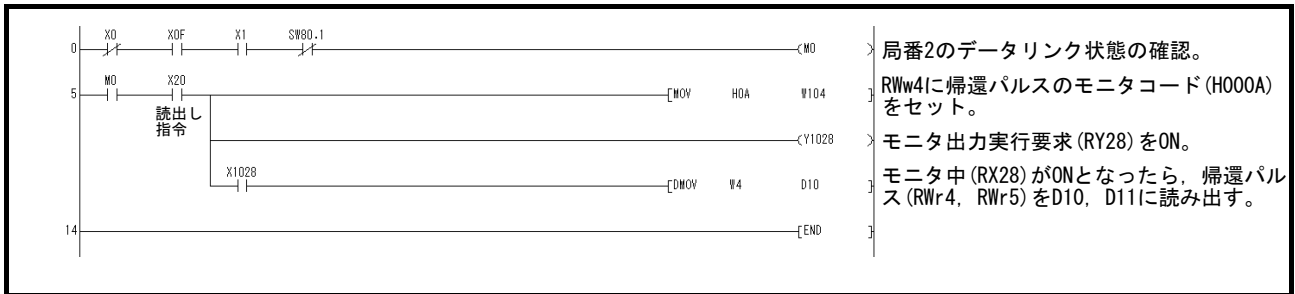 X0 X0F X1 SW80.1
0 (M0 )
局番2のデータリンク状態の確認。
M0 X20
5 [MOV H0A W104 ]
読出し
指令
RWw4に帰還パルスのモニタコード(H000A)
をセット。
(Y1028 )
モニタ出力実行要求(RY28)をON。
X1028
[DMOV W4 D10 ]
モニタ中(RX28)がONとなったら, 帰還パル
ス(RWr4, RWr5)をD10, D11に読み出す。
14 [END ]